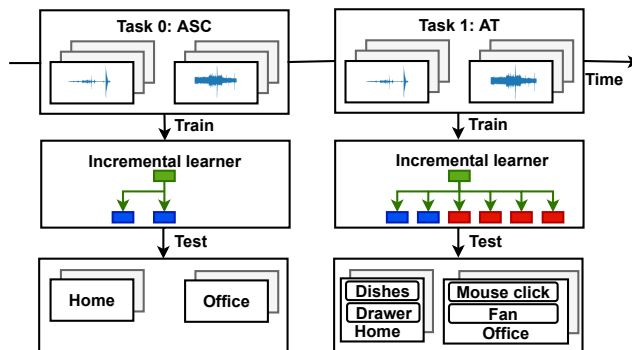 Task 0: ASC
Task 1: AT
Time
Train
Train
Incremental learner
Incremental learner
Test
Test
Home
Office
Dishes
Drawer
Home
Mouse click
Fan
Office